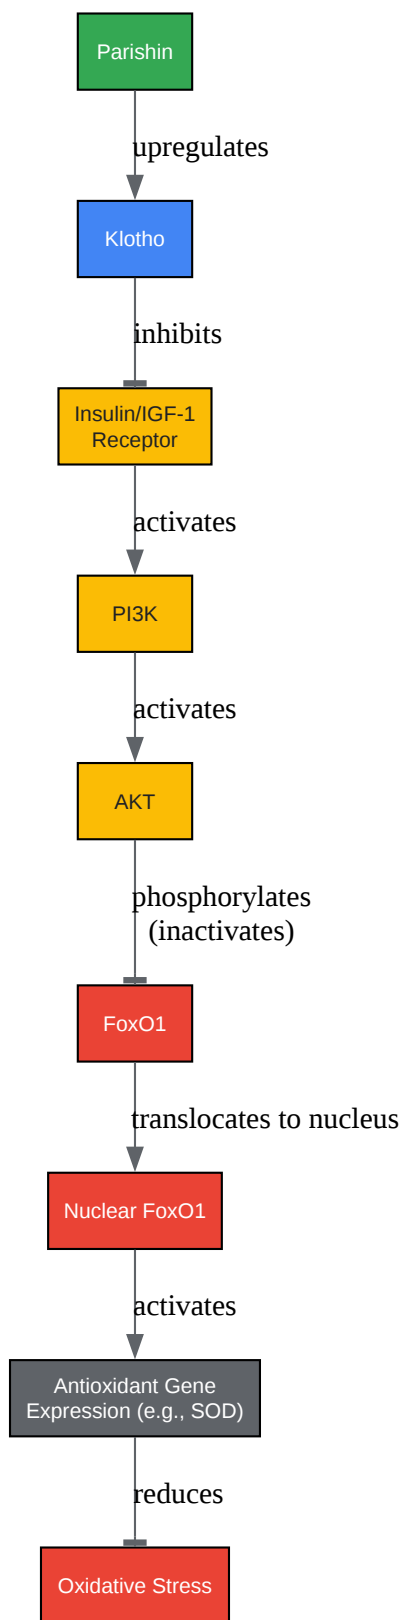 Parishin
upregulates
Klotho
inhibits
Insulin/IGF-1
Receptor
activates
PI3K
activates
AKT
phosphorylates
(inactivates)
FoxO1
translocates to nucleus
Nuclear FoxO1
activates
Antioxidant Gene
Expression (e.g., SOD)
reduces
Oxidative Stress